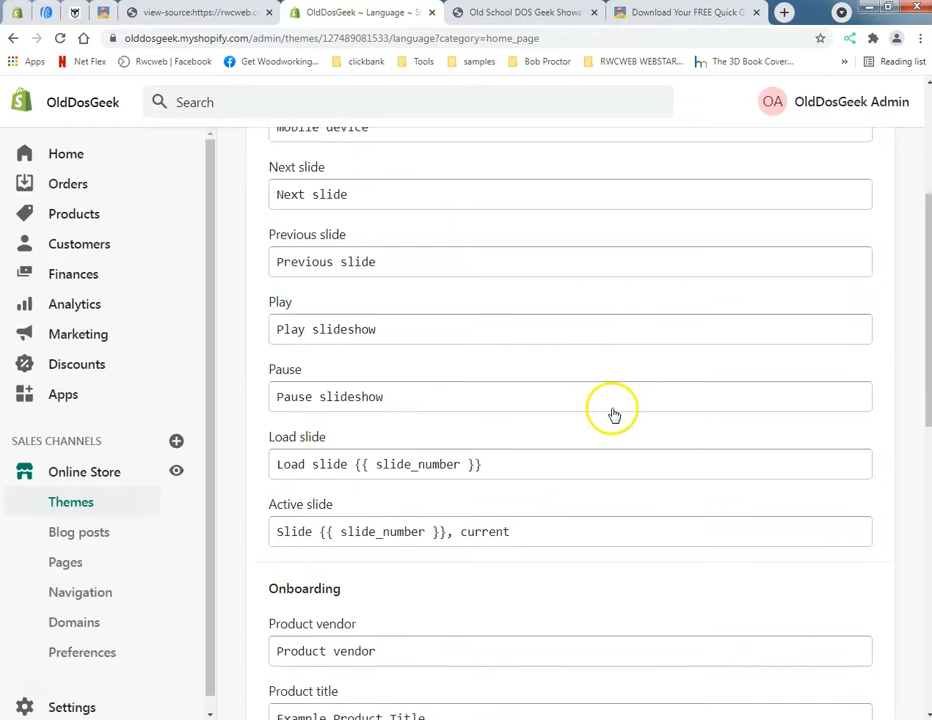 view-source:https://rwcweb.c
OldDosGeek ~ Language ~ S
Old School DOS Geek Shows
Download Your FREE Quick G
olddosgeek.myshopify.com/admin/themes/127489081533/language?category=home_page
Apps
Net Flex
Rwcweb | Facebook
Get Woodworking...
clickbank
Tools
samples
Bob Proctor
RWCWEB WEBSTAR...
The 3D Book Cover...
»
Reading list
OldDosGeek
Search
OA
OldDosGeek Admin
mobile device
Home
Orders
Products
Customers
Finances
Analytics
Marketing
Discounts
Apps
SALES CHANNELS
Online Store
Themes
Blog posts
Pages
Navigation
Domains
Preferences
Settings
Next slide
Next slide
Previous slide
Previous slide
Play
Play slideshow
Pause
Pause slideshow
Load slide
Load slide {{ slide_number }}
Active slide
Slide {{ slide_number }}, current
Onboarding
Product vendor
Product vendor
Product title
Example Product Title